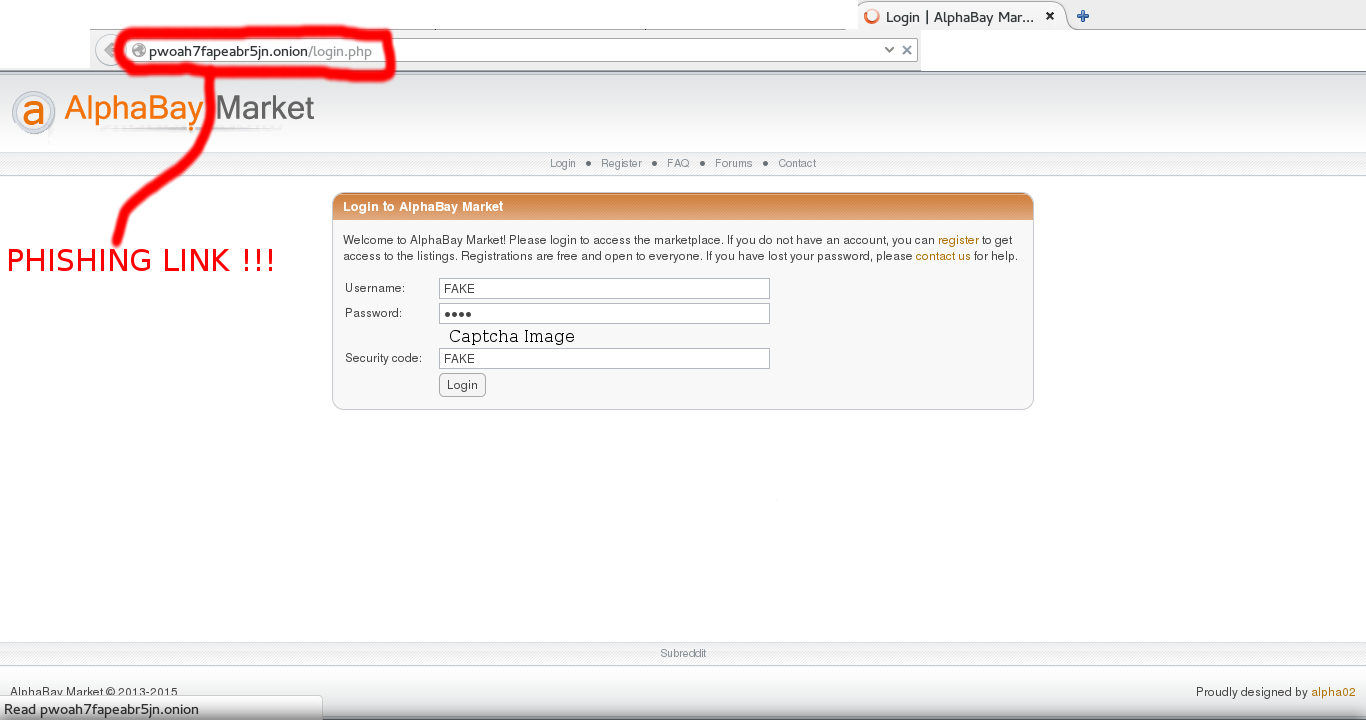 Login | AlphaBay Mar...
pwoah7fapeabr5jn.onion/login.php
a AlphaBay Market
Login • Register • FAQ • Forums • Contact
Login to AlphaBay Market
Welcome to AlphaBay Market! Please login to access the marketplace. If you do not have an account, you can register to get
access to the listings. Registrations are free and open to everyone. If you have lost your password, please contact us for help.
PHISHING LINK !!!
Username: FAKE
Password: ••••
Captcha Image
Security code: FAKE
Login
Subreddit
AlphaBay Market © 2013-2015
Proudly designed by alpha02
Read pwoah7fapeabr5jn.onion